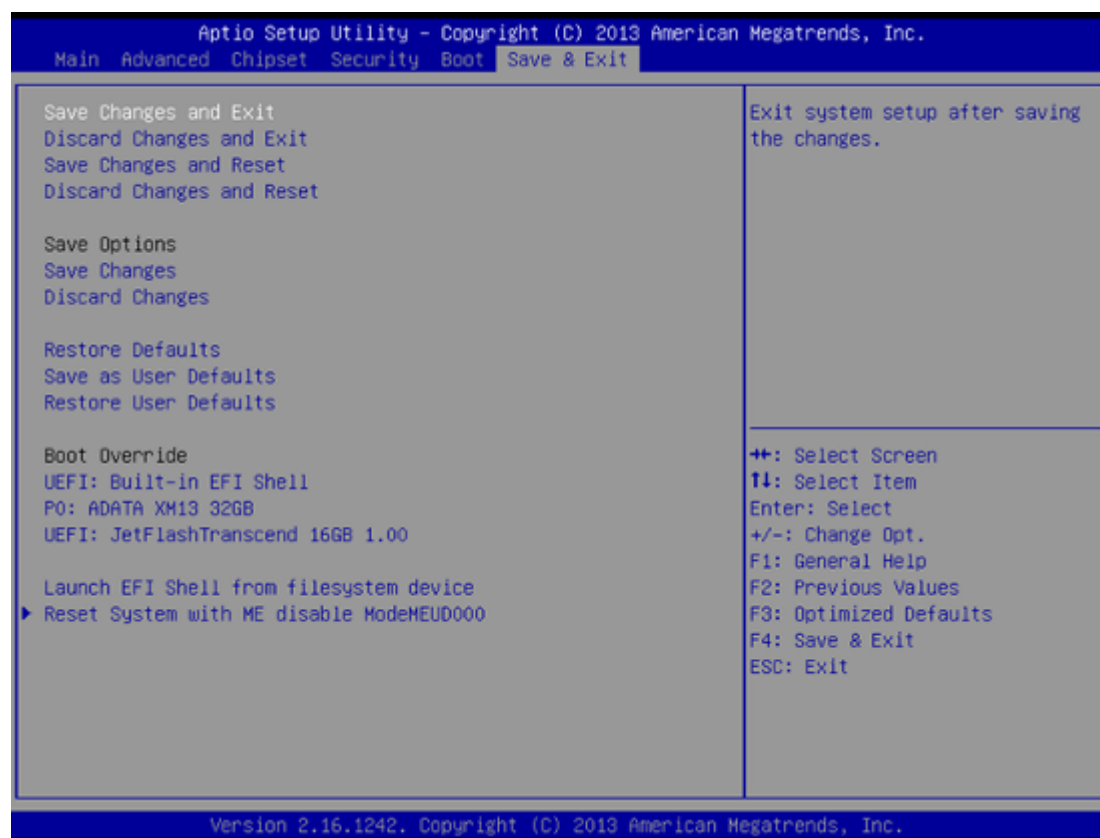 Aptio Setup Utility - Copyright (C) 2013 American Megatrends, Inc.
Main Advanced Chipset Security Boot Save & Exit
Save Changes and Exit
Discard Changes and Exit
Save Changes and Reset
Discard Changes and Reset
Save Options
Save Changes
Discard Changes
Restore Defaults
Save as User Defaults
Restore User Defaults
Boot Override
UEFI: Built-in EFI Shell
P0: ADATA XM13 32GB
UEFI: JetFlashTranscend 16GB 1.00
Launch EFI Shell from filesystem device
Reset System with ME disable ModeMEUD000
Exit system setup after saving
the changes.
→←: Select Screen
↑↓: Select Item
Enter: Select
+/-: Change Opt.
F1: General Help
F2: Previous Values
F3: Optimized Defaults
F4: Save & Exit
ESC: Exit
Version 2.16.1242. Copyright (C) 2013 American Megatrends, Inc.